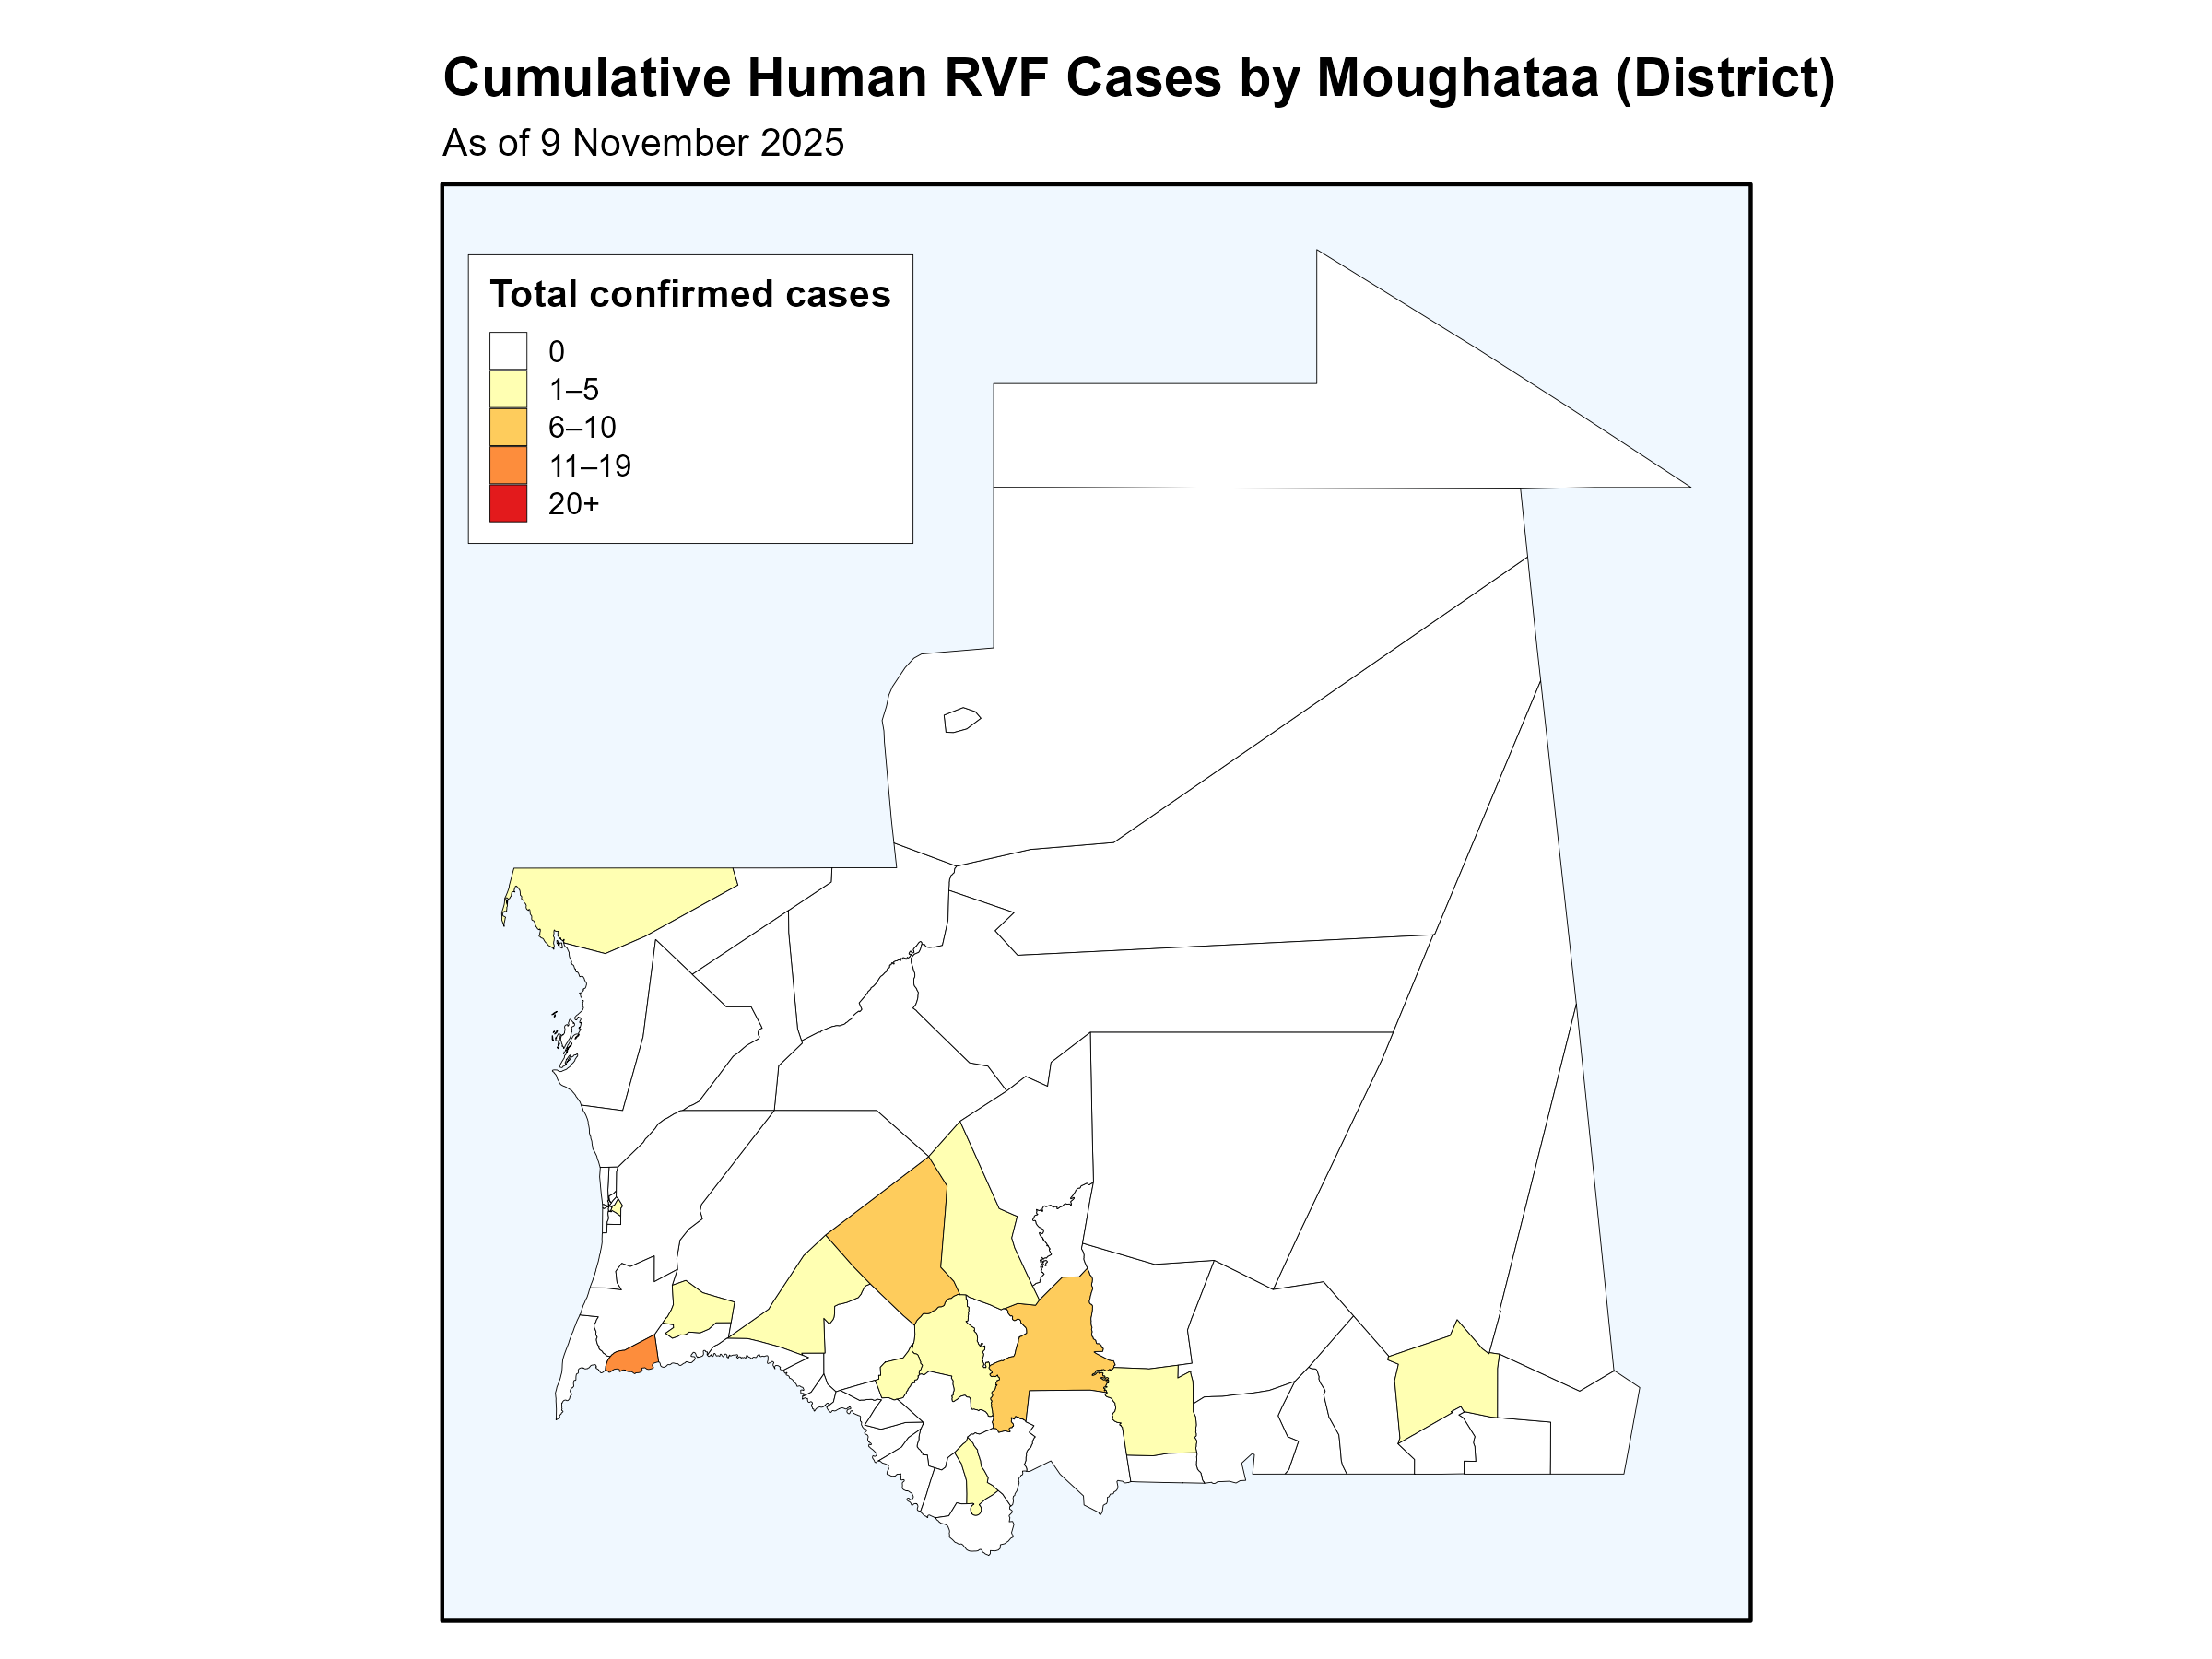 Cumulative Human RVF Cases by Moughataa (District)
As of 9 November 2025
Total confirmed cases
0
1–5
6–10
11–19
20+